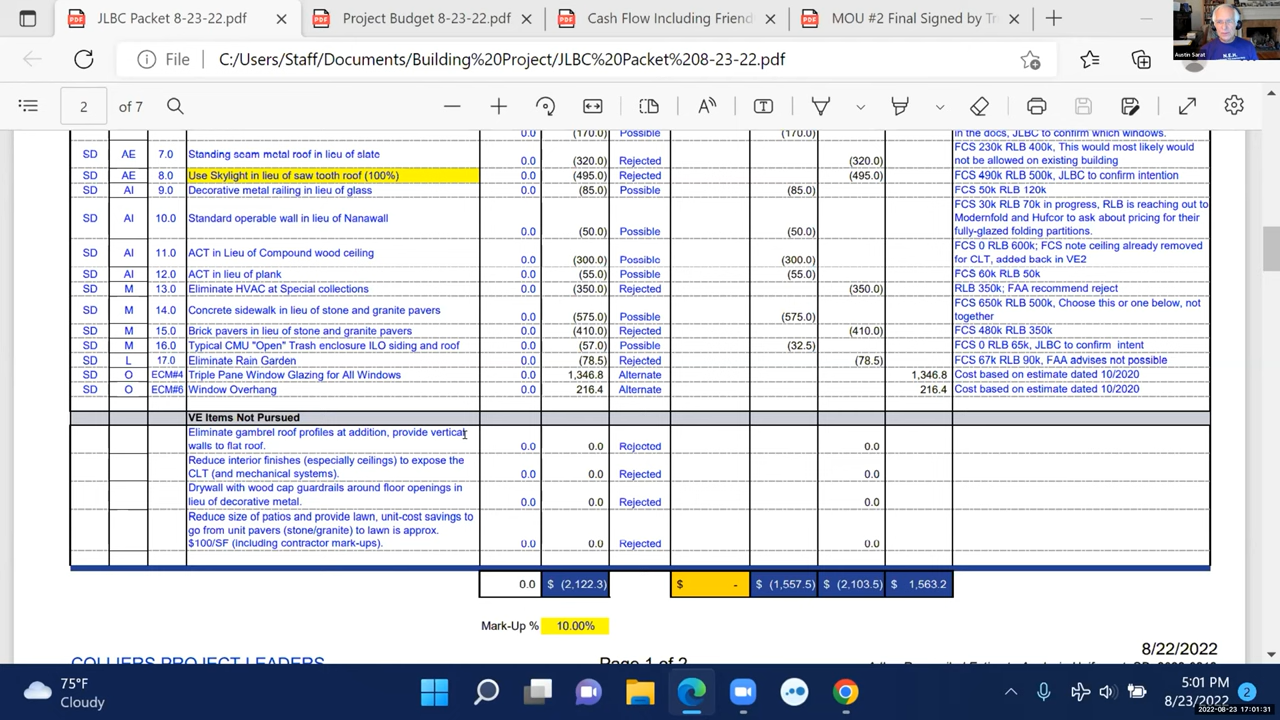 JLBC Packet 8-23-22.pdf
Project Budget 8-23-22.pdf
Cash Flow Including Friend
MOU #2 Final Signed by Tr
Austin Sarat
File C:/Users/Staff/Documents/Building%20Project/JLBC%20Packet%208-23-22.pdf
2 of 7
(170.0) Possible (170.0) in the docs, JLBC to confirm which windows.
SD AE 7.0 Standing seam metal roof in lieu of slate 0.0 (320.0) Rejected (320.0) FCS 230k RLB 400k, This would most likely would
not be allowed on existing building
SD AE 8.0 Use Skylight in lieu of saw tooth roof (100%) 0.0 (495.0) Rejected (495.0) FCS 490k RLB 500k, JLBC to confirm intention
SD AI 9.0 Decorative metal railing in lieu of glass 0.0 (85.0) Possible (85.0) FCS 50k RLB 120k
SD AI 10.0 Standard operable wall in lieu of Nanawall 0.0 (50.0) Possible (50.0) FCS 30k RLB 70k in progress, RLB is reaching out to
Modernfold and Hufcor to ask about pricing for their
fully-glazed folding partitions.
SD AI 11.0 ACT in Lieu of Compound wood ceiling 0.0 (300.0) Possible (300.0) FCS 0 RLB 600k; FCS note ceiling already removed
for CLT, added back in VE2
SD AI 12.0 ACT in lieu of plank 0.0 (55.0) Possible (55.0) FCS 60k RLB 50k
SD M 13.0 Eliminate HVAC at Special collections 0.0 (350.0) Rejected (350.0) RLB 350k; FAA recommend reject
SD M 14.0 Concrete sidewalk in lieu of stone and granite pavers 0.0 (575.0) Possible (575.0) FCS 650k RLB 500k, Choose this or one below, not
together
SD M 15.0 Brick pavers in lieu of stone and granite pavers 0.0 (410.0) Rejected (410.0) FCS 480k RLB 350k
SD M 16.0 Typical CMU "Open" Trash enclosure ILO siding and roof 0.0 (57.0) Possible (32.5) FCS 0 RLB 65k, JLBC to confirm intent
SD L 17.0 Eliminate Rain Garden 0.0 (78.5) Rejected (78.5) FCS 67k RLB 90k, FAA advises not possible
SD O ECM#4 Triple Pane Window Glazing for All Windows 1,346.8 Alternate 1,346.8 Cost based on estimate dated 10/2020
SD O ECM#6 Window Overhang 216.4 Alternate 216.4 Cost based on estimate dated 10/2020
VE Items Not Pursued
Eliminate gambrel roof profiles at addition, provide vertical
walls to flat roof. 0.0 0.0 Rejected 0.0
Reduce interior finishes (especially ceilings) to expose the
CLT (and mechanical systems). 0.0 0.0 Rejected 0.0
Drywall with wood cap guardrails around floor openings in
lieu of decorative metal. 0.0 0.0 Rejected 0.0
Reduce size of patios and provide lawn, unit-cost savings to
go from unit pavers (stone/granite) to lawn is approx.
$100/SF (including contractor mark-ups). 0.0 0.0 Rejected 0.0
0.0 $ (2,122.3) $ - $ (1,557.5) $ (2,103.5) $ 1,563.2
Mark-Up % 10.00%
8/22/2022
COLLIERS PROJECT LEADERS Page 1 of 2
75°F
Cloudy
5:01 PM
8/23/2022
2
2022-08-23 17:01:31